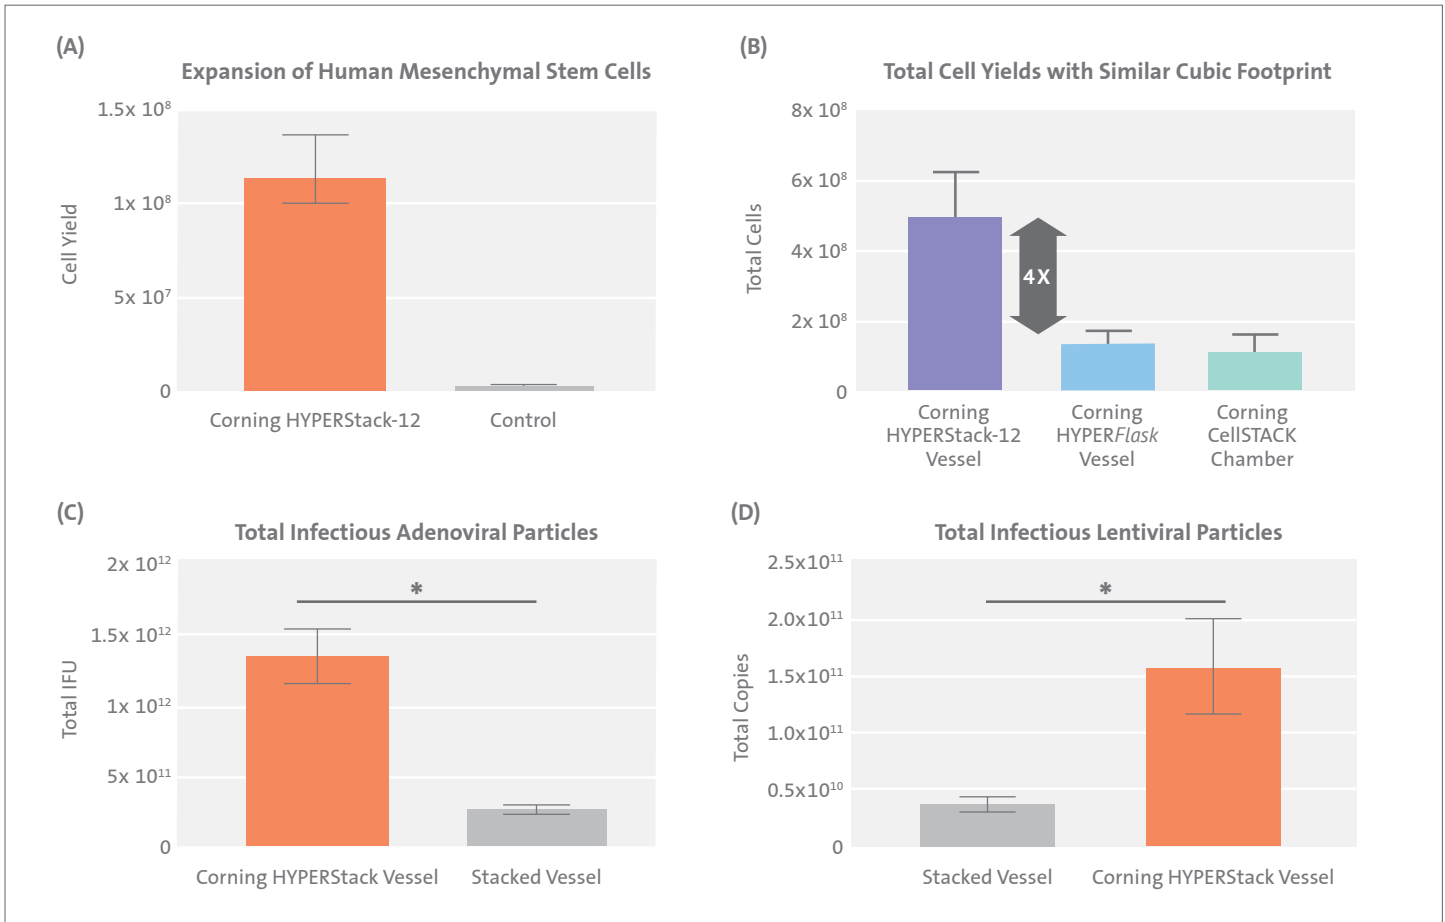 (A)
Expansion of Human Mesenchymal Stem Cells
1.5x 10⁸
1x 10⁸
5x 10⁷
0
Cell Yield
Corning HYPERStack-12
Control
(B)
Total Cell Yields with Similar Cubic Footprint
8x 10⁸
6x 10⁸
4x 10⁸
2x 10⁸
0
Total Cells
4X
Corning
HYPERStack-12
Vessel
Corning
HYPERFlask
Vessel
Corning
CellSTACK
Chamber
(C)
Total Infectious Adenoviral Particles
2x 10¹²
1.5x 10¹²
1x 10¹²
5x 10¹¹
0
Total IFU
*
Corning HYPERStack Vessel
Stacked Vessel
(D)
Total Infectious Lentiviral Particles
2.5x10¹¹
2.0x10¹¹
1.5x10¹¹
1.0x10¹¹
0.5x10¹⁰
0
Total Copies
*
Stacked Vessel
Corning HYPERStack Vessel